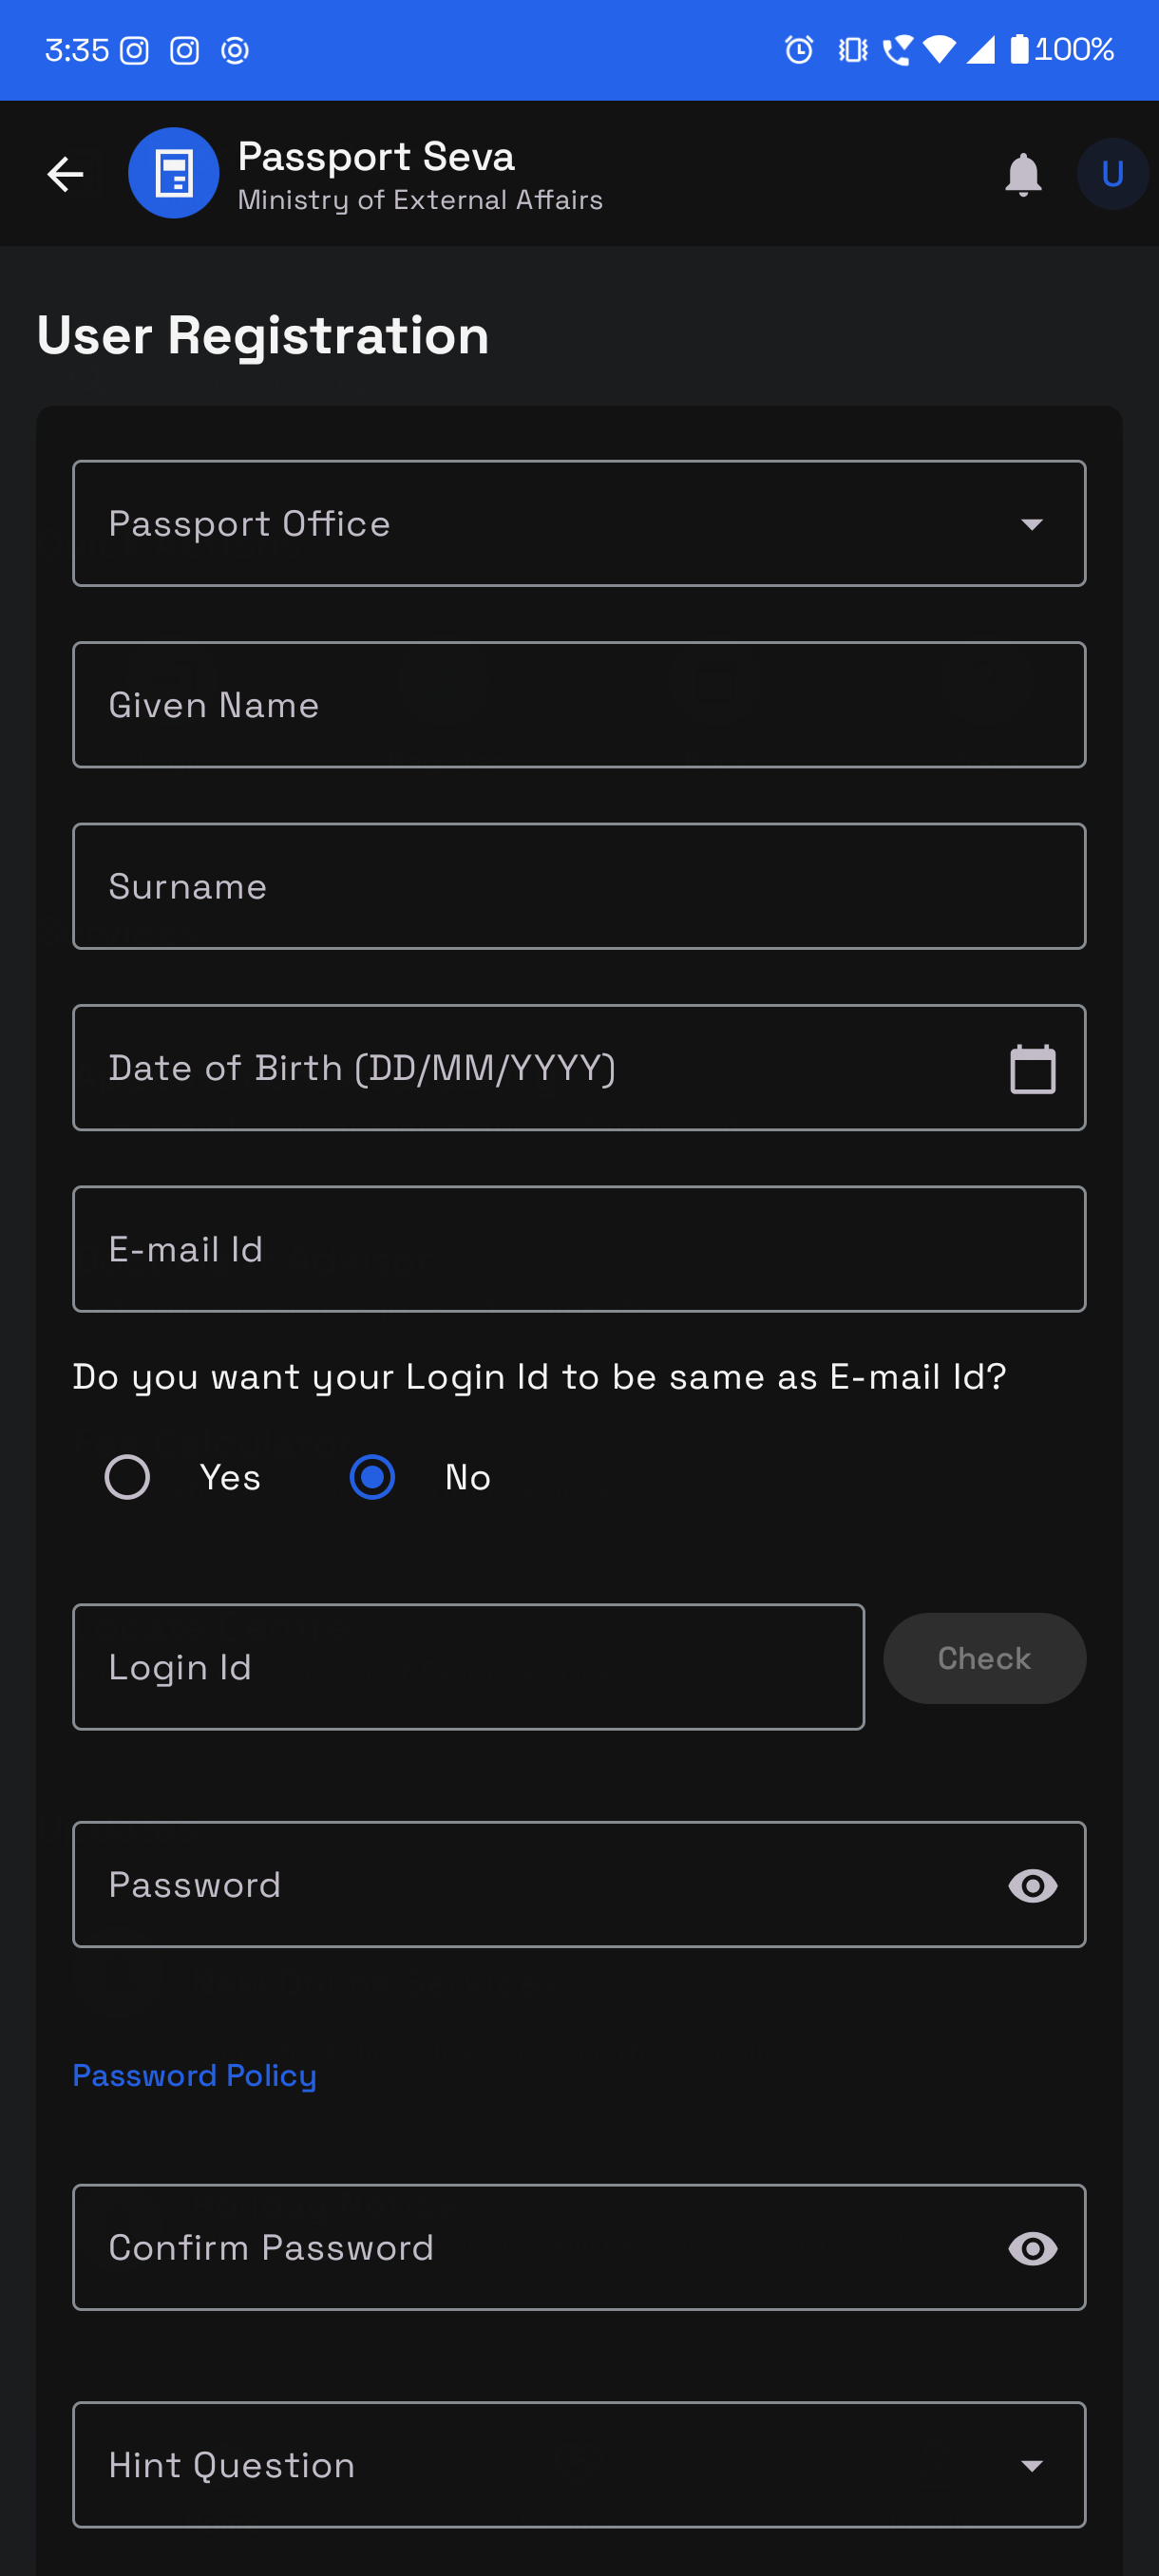 3:35
100%
Passport Seva
Ministry of External Affairs
U
User Registration
Passport Office
Given Name
Surname
Date of Birth (DD/MM/YYYY)
E-mail Id
Do you want your Login Id to be same as E-mail Id?
Yes No
Login Id Check
Password
Password Policy
Confirm Password
Hint Question